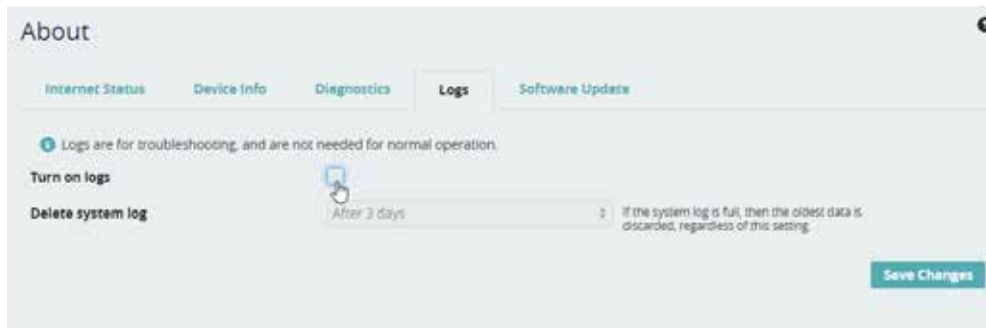 About
Internet Status Device Info Diagnostics Logs Software Update
Logs are for troubleshooting, and are not needed for normal operation.
Turn on logs
Delete system log After 3 days If the system log is full, then the oldest data is
discarded, regardless of this setting.
Save Changes